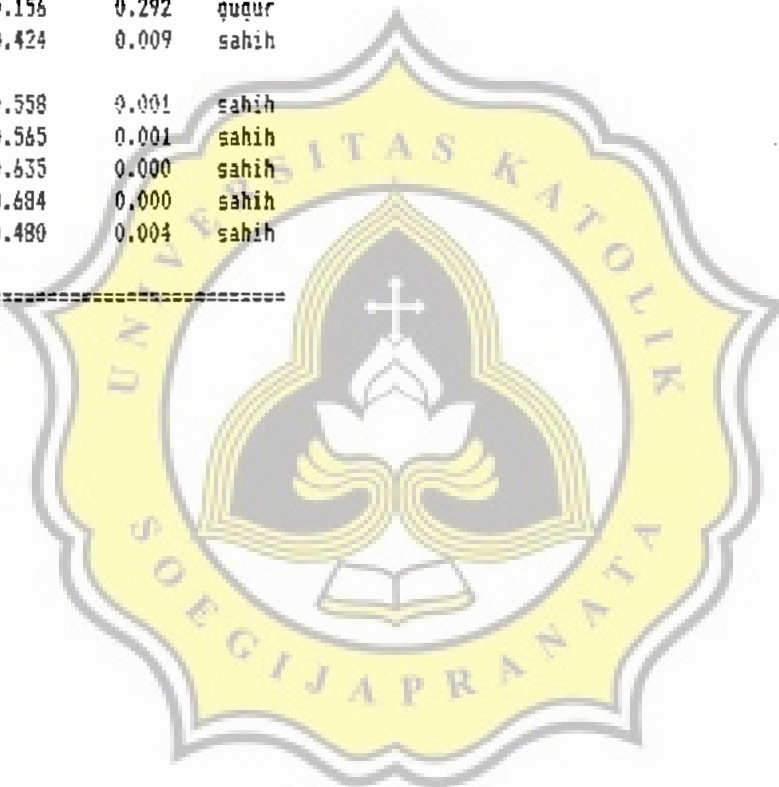 .156 0.292 gugur
.424 0.009 sahih
.558 0.001 sahih
.565 0.001 sahih
.635 0.000 sahih
.684 0.000 sahih
.480 0.004 sahih
==============================
UNIVERSITAS KATOLIK
SOEGIJAPRANATA